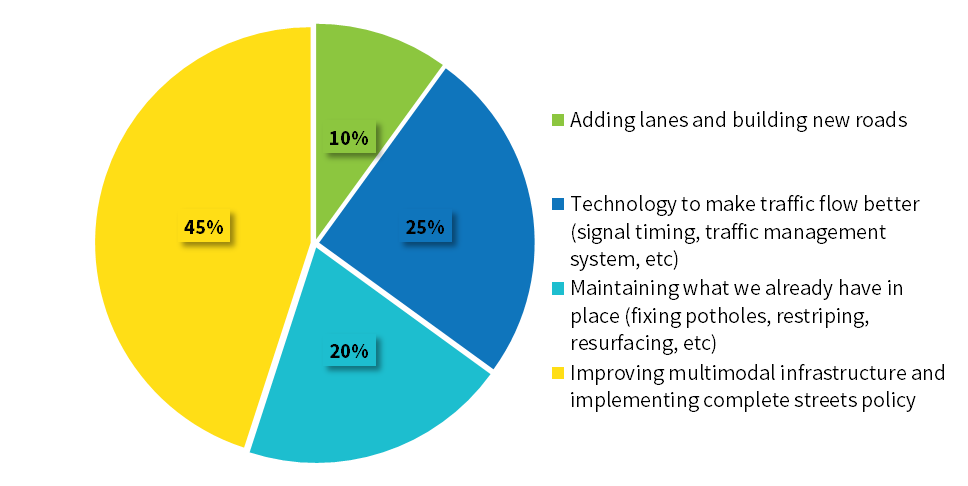 10%
25%
20%
45%
Adding lanes and building new roads
Technology to make traffic flow better
(signal timing, traffic management
system, etc)
Maintaining what we already have in
place (fixing potholes, restriping,
resurfacing, etc)
Improving multimodal infrastructure and
implementing complete streets policy